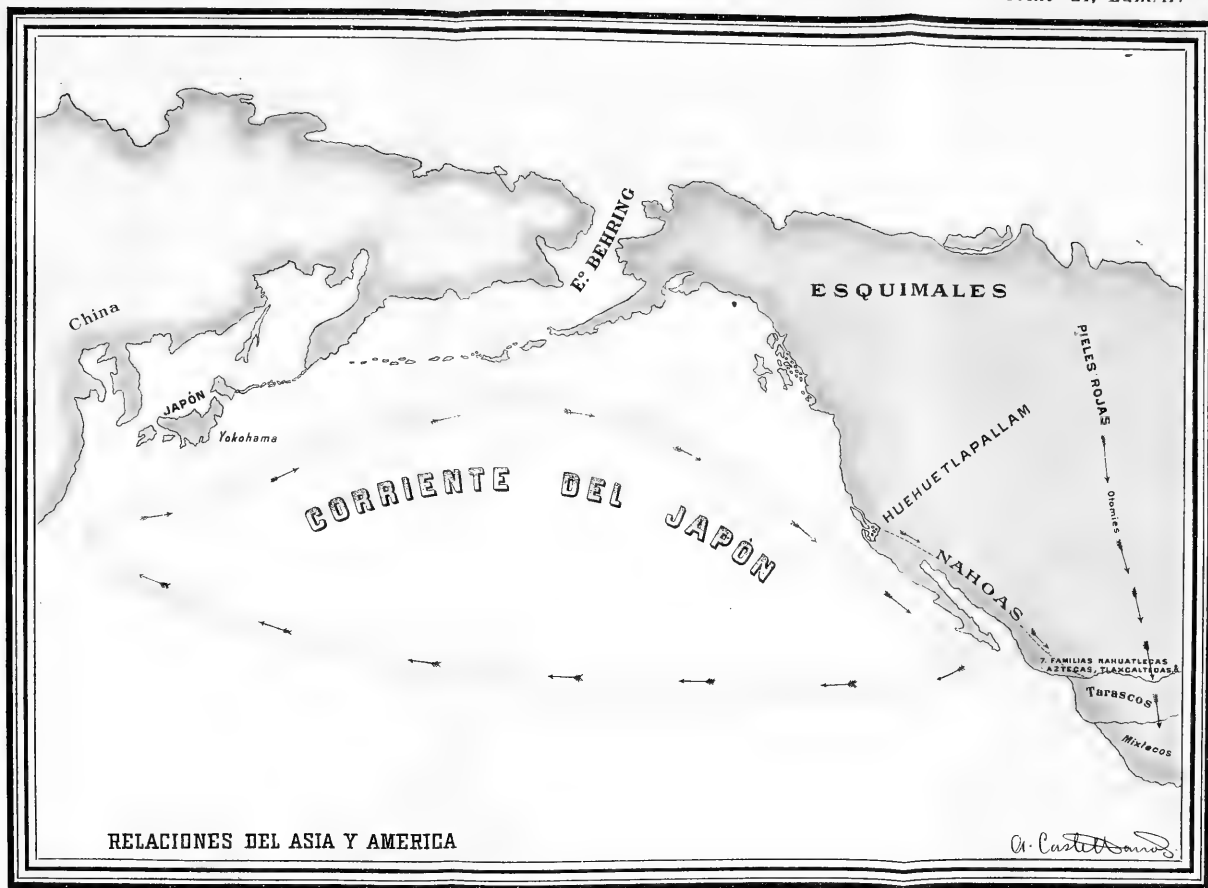 E.º BEHRING
ESQUIMALES
China
PIELES ROJAS
JAPÓN
Yokohama
HUEHUETLAPALLAM
CORRIENTE DEL JAPÓN
Otomies
NAHOAS
7. FAMILIAS NAHUATLECAS
AZTECAS, TLAXCALTECAS &
Tarascos
Mixtecos
RELACIONES DEL ASIA Y AMERICA
A. Castellanos